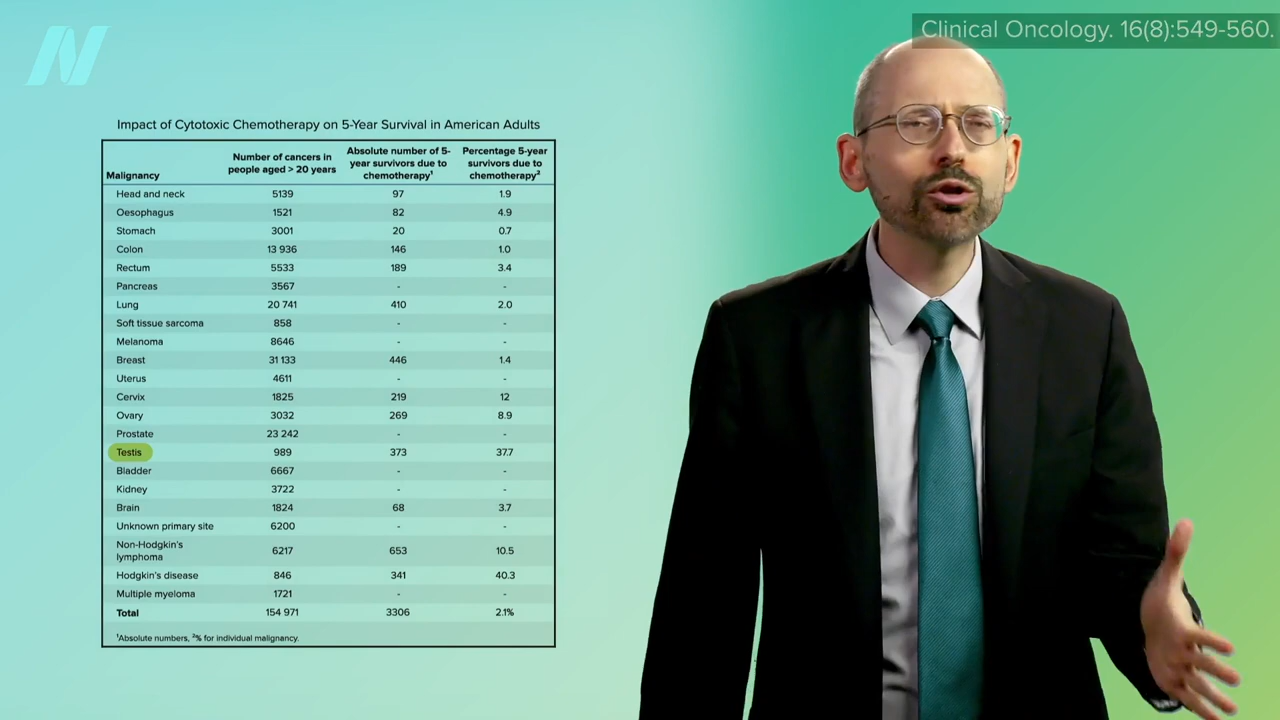 Clinical Oncology. 16(8):549-560.
Impact of Cytotoxic Chemotherapy on 5-Year Survival in American Adults
Malignancy
Number of cancers in
people aged > 20 years
Absolute number of 5-
year survivors due to
chemotherapy¹
Percentage 5-year
survivors due to
chemotherapy²
Head and neck 5139 97 1.9
Oesophagus 1521 82 4.9
Stomach 3001 20 0.7
Colon 13 936 146 1.0
Rectum 5533 189 3.4
Pancreas 3567 - -
Lung 20 741 410 2.0
Soft tissue sarcoma 858 - -
Melanoma 8646 - -
Breast 31 133 446 1.4
Uterus 4611 - -
Cervix 1825 219 12
Ovary 3032 269 8.9
Prostate 23 242 - -
Testis 989 373 37.7
Bladder 6667 - -
Kidney 3722 - -
Brain 1824 68 3.7
Unknown primary site 6200 - -
Non-Hodgkin's
lymphoma 6217 653 10.5
Hodgkin's disease 846 341 40.3
Multiple myeloma 1721 - -
Total 154 971 3306 2.1%
¹Absolute numbers, ²% for individual malignancy.